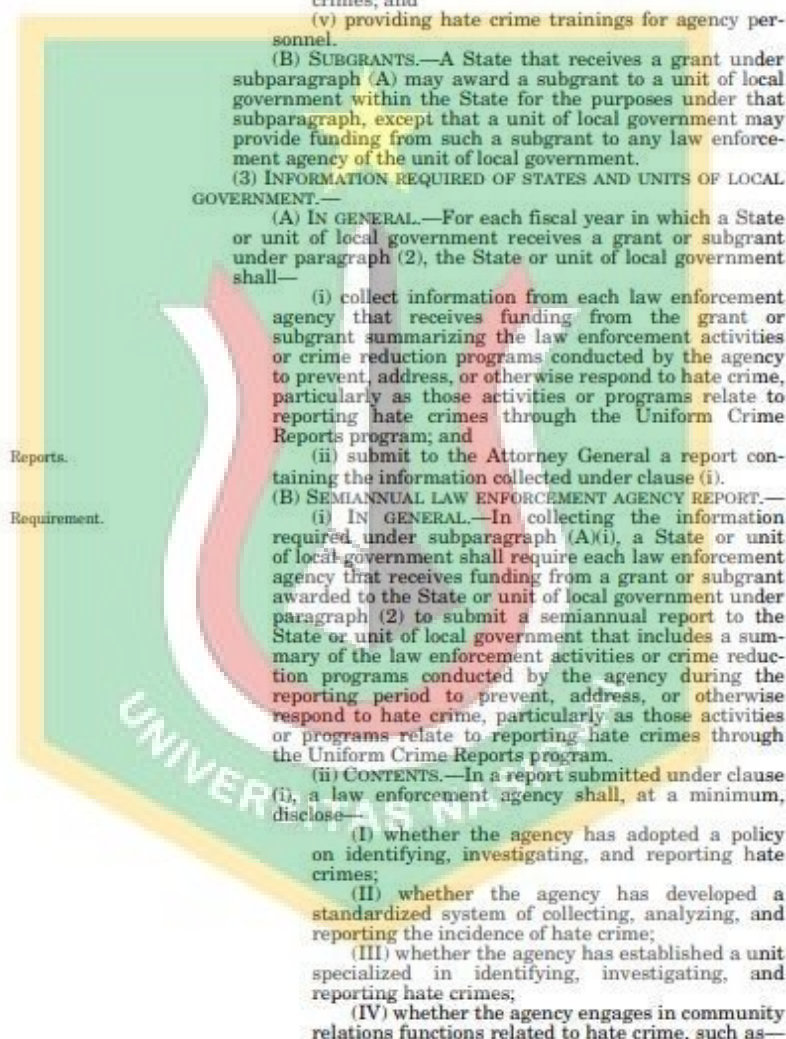 crimes; and
(v) providing hate crime trainings for agency per-
sonnel.
(B) SUBGRANTS.—A State that receives a grant under
subparagraph (A) may award a subgrant to a unit of local
government within the State for the purposes under that
subparagraph, except that a unit of local government may
provide funding from such a subgrant to any law enforce-
ment agency of the unit of local government.
(3) INFORMATION REQUIRED OF STATES AND UNITS OF LOCAL
GOVERNMENT.—
(A) IN GENERAL.—For each fiscal year in which a State
or unit of local government receives a grant or subgrant
under paragraph (2), the State or unit of local government
shall—
(i) collect information from each law enforcement
agency that receives funding from the grant or
subgrant summarizing the law enforcement activities
or crime reduction programs conducted by the agency
to prevent, address, or otherwise respond to hate crime,
particularly as those activities or programs relate to
reporting hate crimes through the Uniform Crime
Reports program; and
Reports.
(ii) submit to the Attorney General a report con-
taining the information collected under clause (i).
(B) SEMIANNUAL LAW ENFORCEMENT AGENCY REPORT.—
Requirement.
(i) IN GENERAL.—In collecting the information
required under subparagraph (A)(i), a State or unit
of local government shall require each law enforcement
agency that receives funding from a grant or subgrant
awarded to the State or unit of local government under
paragraph (2) to submit a semiannual report to the
State or unit of local government that includes a sum-
mary of the law enforcement activities or crime reduc-
tion programs conducted by the agency during the
reporting period to prevent, address, or otherwise
respond to hate crime, particularly as those activities
or programs relate to reporting hate crimes through
the Uniform Crime Reports program.
(ii) CONTENTS.—In a report submitted under clause
(i), a law enforcement agency shall, at a minimum,
disclose—
(I) whether the agency has adopted a policy
on identifying, investigating, and reporting hate
crimes;
(II) whether the agency has developed a
standardized system of collecting, analyzing, and
reporting the incidence of hate crime;
(III) whether the agency has established a unit
specialized in identifying, investigating, and
reporting hate crimes;
(IV) whether the agency engages in community
relations functions related to hate crime, such as—
UNIVERSITAS